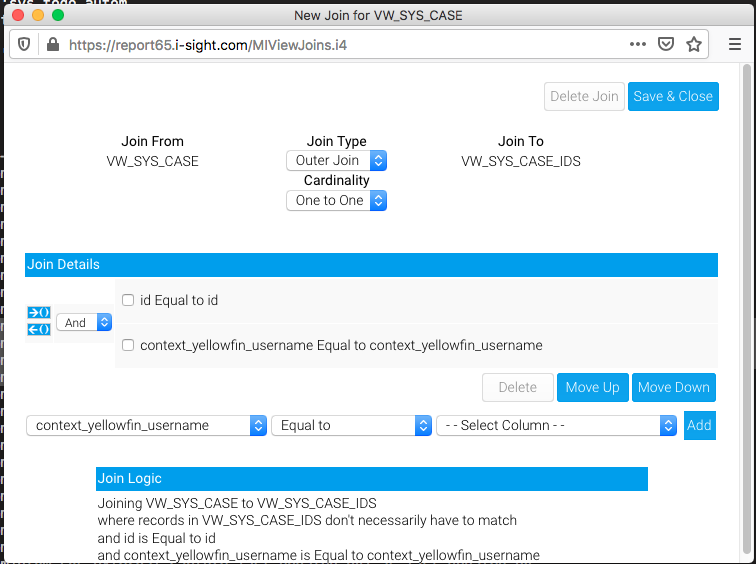 New Join for VW_SYS_CASE
https://report65.i-sight.com/MIViewJoins.i4
Delete Join
Save & Close
Join From
Join Type
Join To
VW_SYS_CASE
Outer Join
VW_SYS_CASE_IDS
Cardinality
One to One
Join Details
And
id Equal to id
context_yellowfin_username Equal to context_yellowfin_username
Delete
Move Up
Move Down
context_yellowfin_username
Equal to
- - Select Column - -
Add
Join Logic
Joining VW_SYS_CASE to VW_SYS_CASE_IDS
where records in VW_SYS_CASE_IDS don't necessarily have to match
and id is Equal to id
and context_yellowfin_username is Equal to context_yellowfin_username